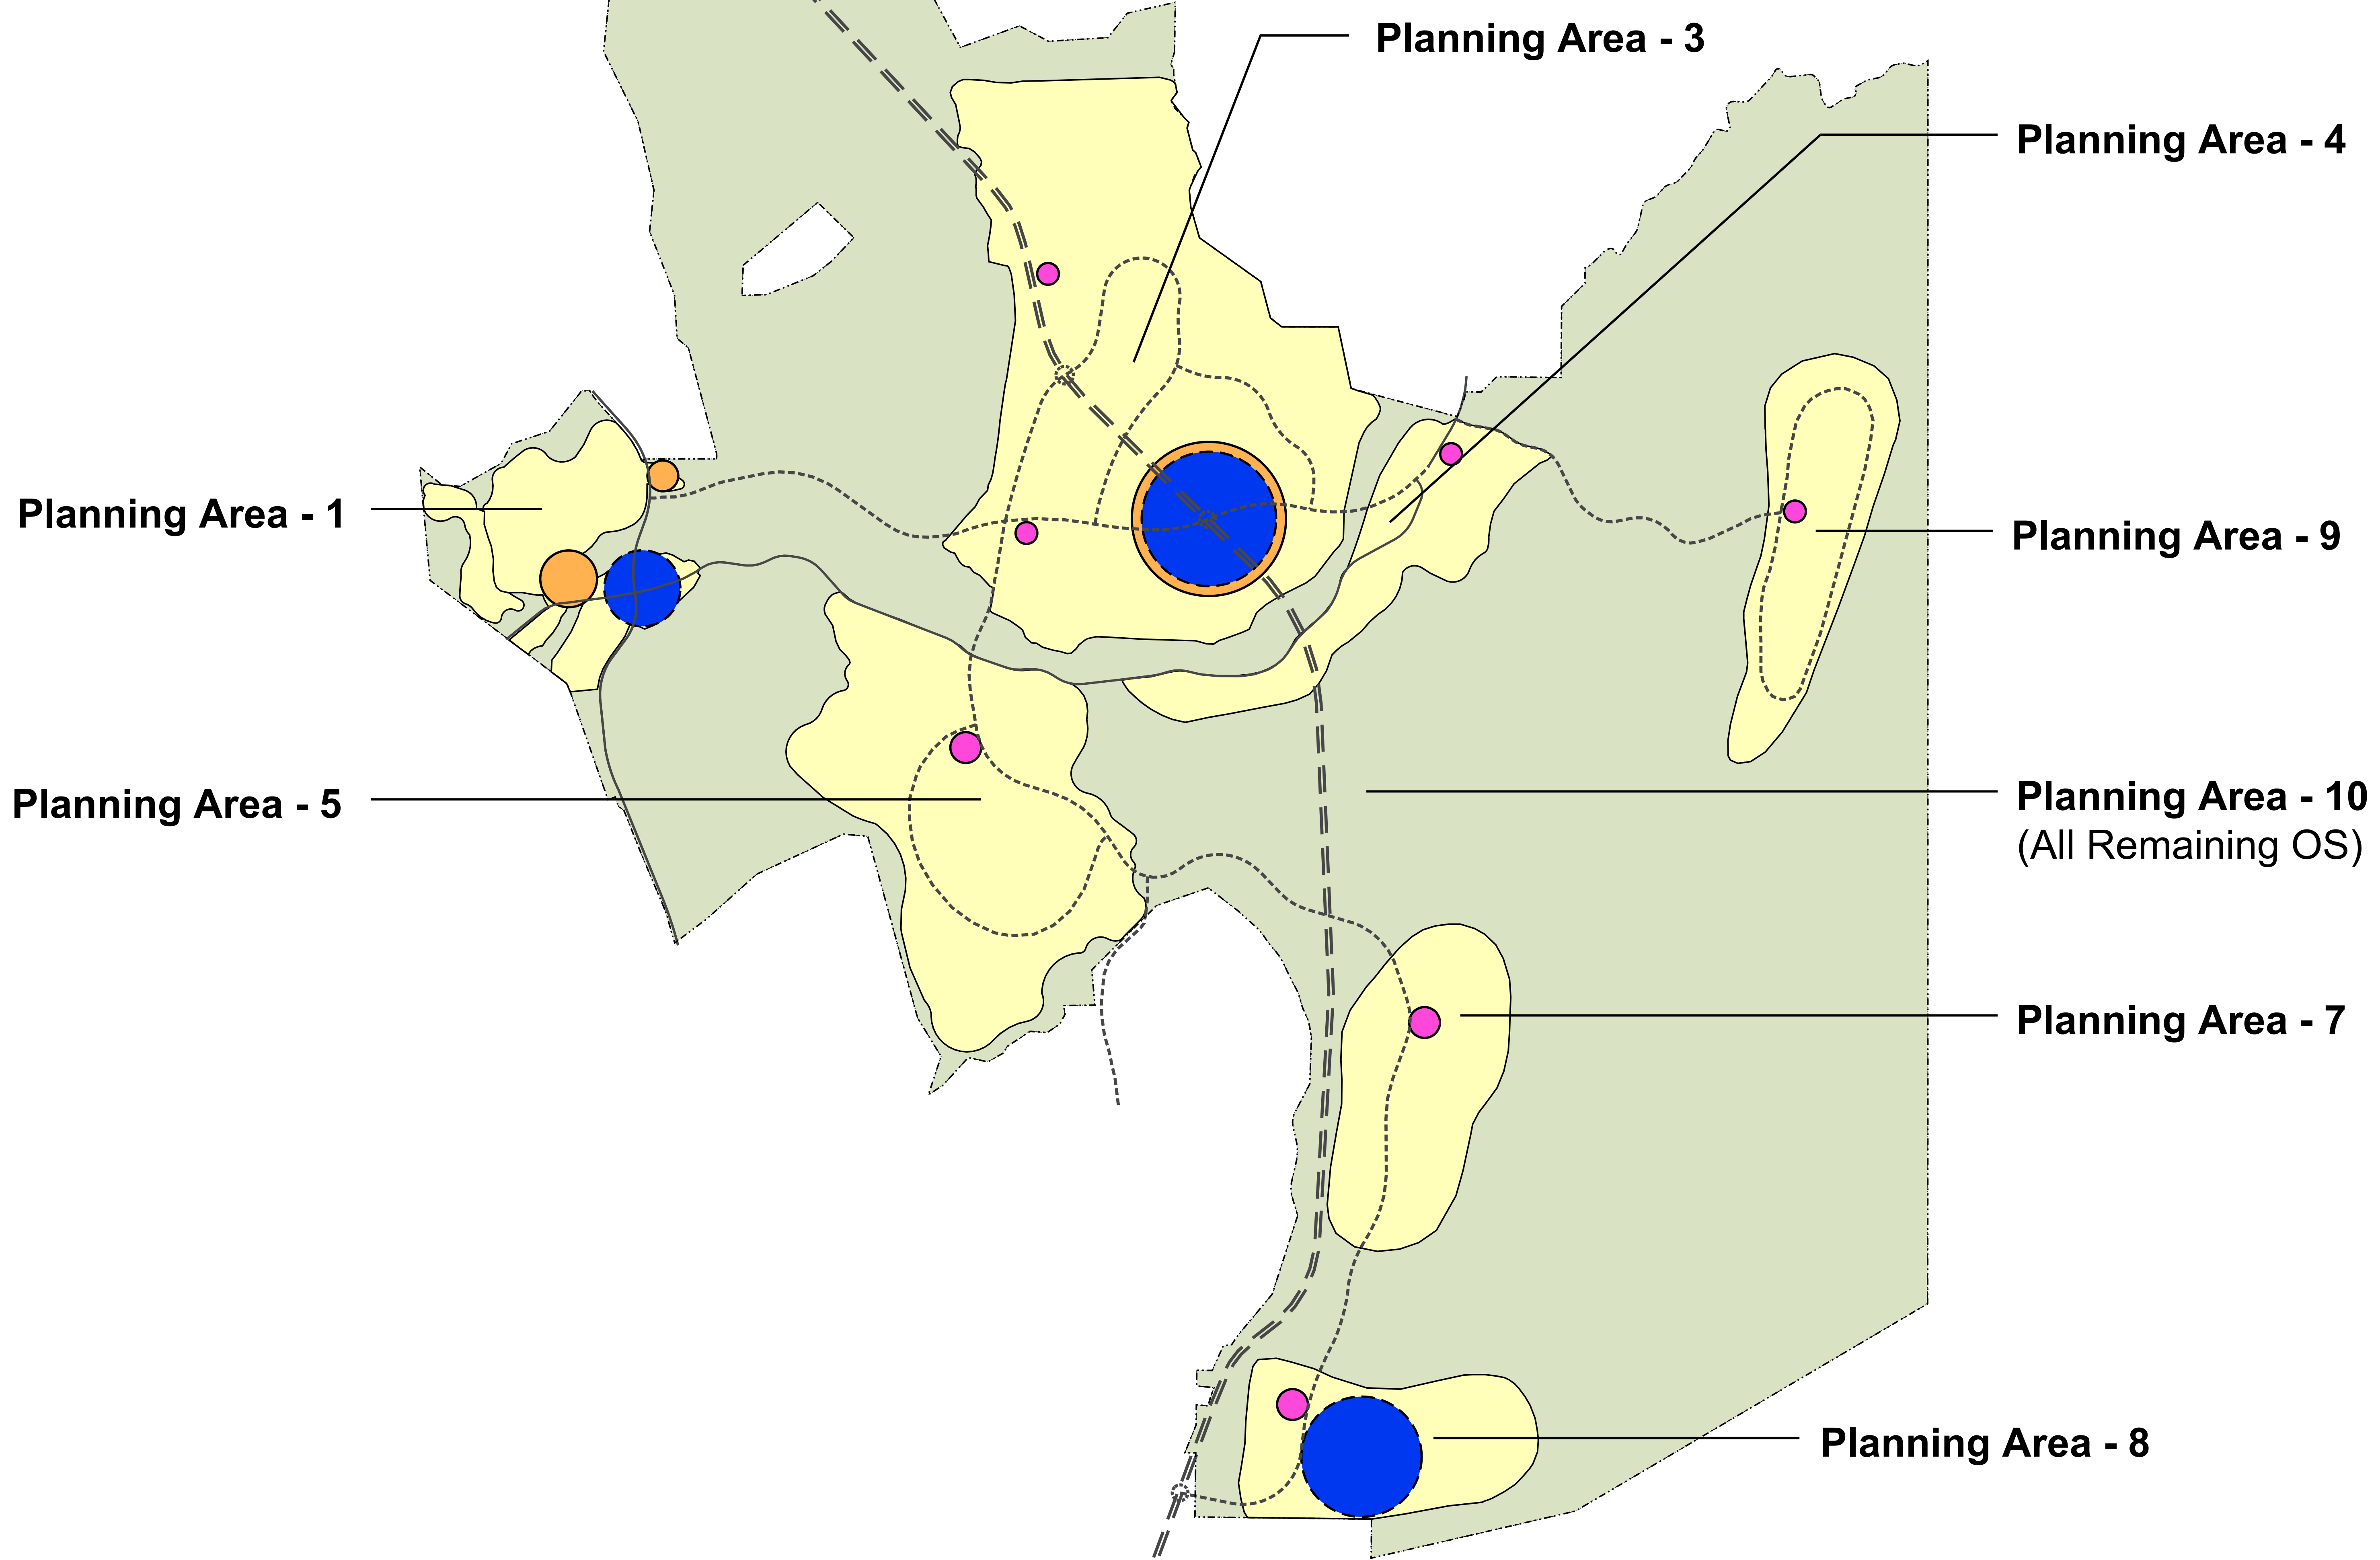 Planning Area - 3
Planning Area - 4
Planning Area - 1
Planning Area - 9
Planning Area - 5
Planning Area - 10
(All Remaining OS)
Planning Area - 7
Planning Area - 8